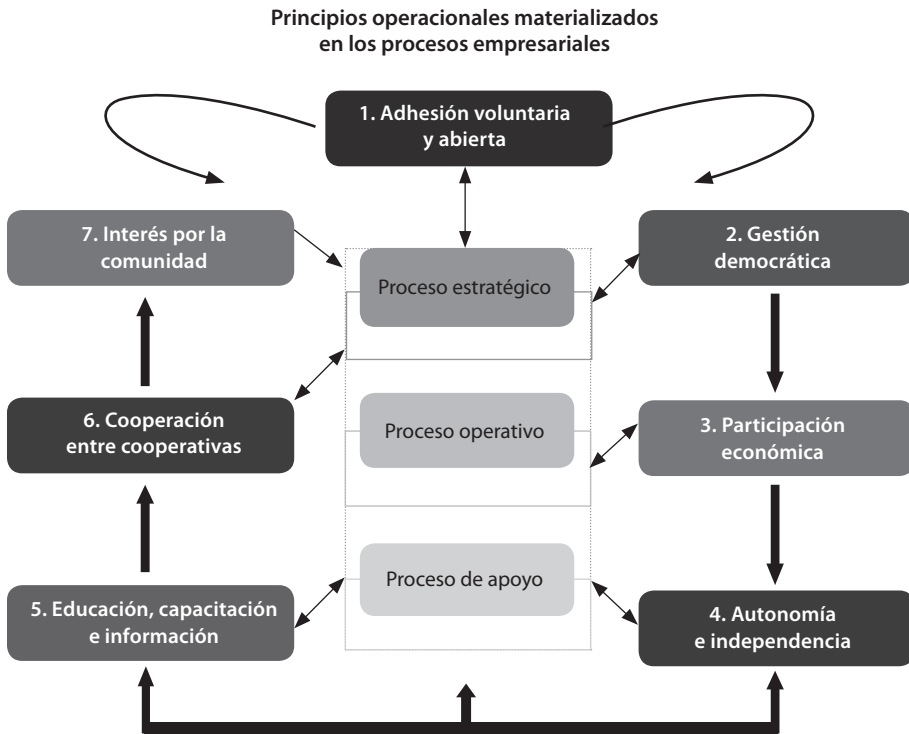 Principios operacionales materializados
en los procesos empresariales
1. Adhesión voluntaria
y abierta
7. Interés por la
comunidad
Proceso estratégico
2. Gestión
democrática
6. Cooperación
entre cooperativas
Proceso operativo
3. Participación
económica
5. Educación, capacitación
e información
Proceso de apoyo
4. Autonomía
e independencia